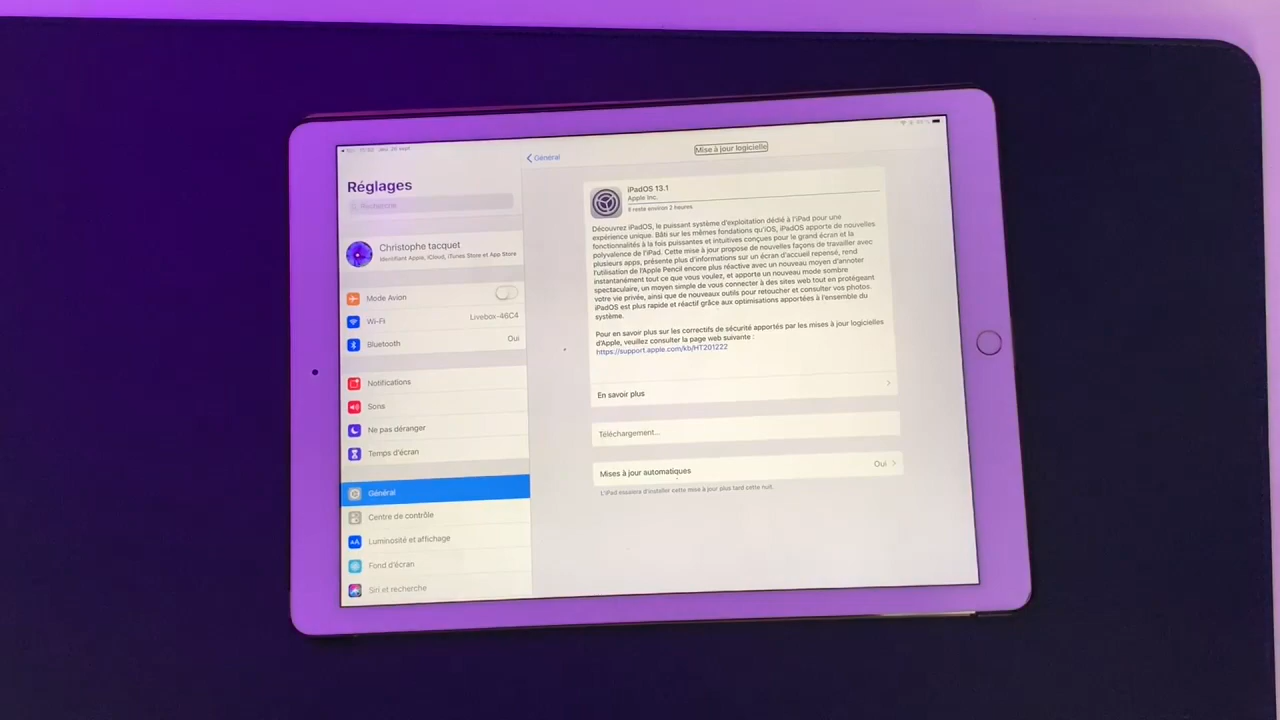 jeu. 26 sept.
Réglages
Recherche
Christophe tacquet
Identifiant Apple, iCloud, iTunes Store et App Store
Mode Avion
Wi-Fi
Livebox-46C4
Bluetooth
Oui
Notifications
Sons
Ne pas déranger
Temps d'écran
Général
Centre de contrôle
AA Luminosité et affichage
Fond d'écran
Siri et recherche
Général
Mise à jour logicielle
iPadOS 13.1
Apple Inc.
Il reste environ 2 heures
Découvrez iPadOS, le puissant système d'exploitation dédié à l'iPad pour une
expérience unique. Bâti sur les mêmes fondations qu'iOS, iPadOS apporte de nouvelles
fonctionnalités à la fois puissantes et intuitives conçues pour le grand écran et la
polyvalence de l'iPad. Cette mise à jour propose de nouvelles façons de travailler avec
plusieurs apps, présente plus d'informations sur un écran d'accueil repensé, rend
l'utilisation de l'Apple Pencil encore plus réactive avec un nouveau moyen d'annoter
instantanément tout ce que vous voulez, et apporte un nouveau mode sombre
spectaculaire, un moyen simple de vous connecter à des sites web tout en protégeant
votre vie privée, ainsi que de nouveaux outils pour retoucher et consulter vos photos.
iPadOS est plus rapide et réactif grâce aux optimisations apportées à l'ensemble du
système.
Pour en savoir plus sur les correctifs de sécurité apportés par les mises à jour logicielles
d'Apple, veuillez consulter la page web suivante :
https://support.apple.com/kb/HT201222
En savoir plus
Téléchargement...
Mises à jour automatiques
Oui
L'iPad essaiera d'installer cette mise à jour plus tard cette nuit.